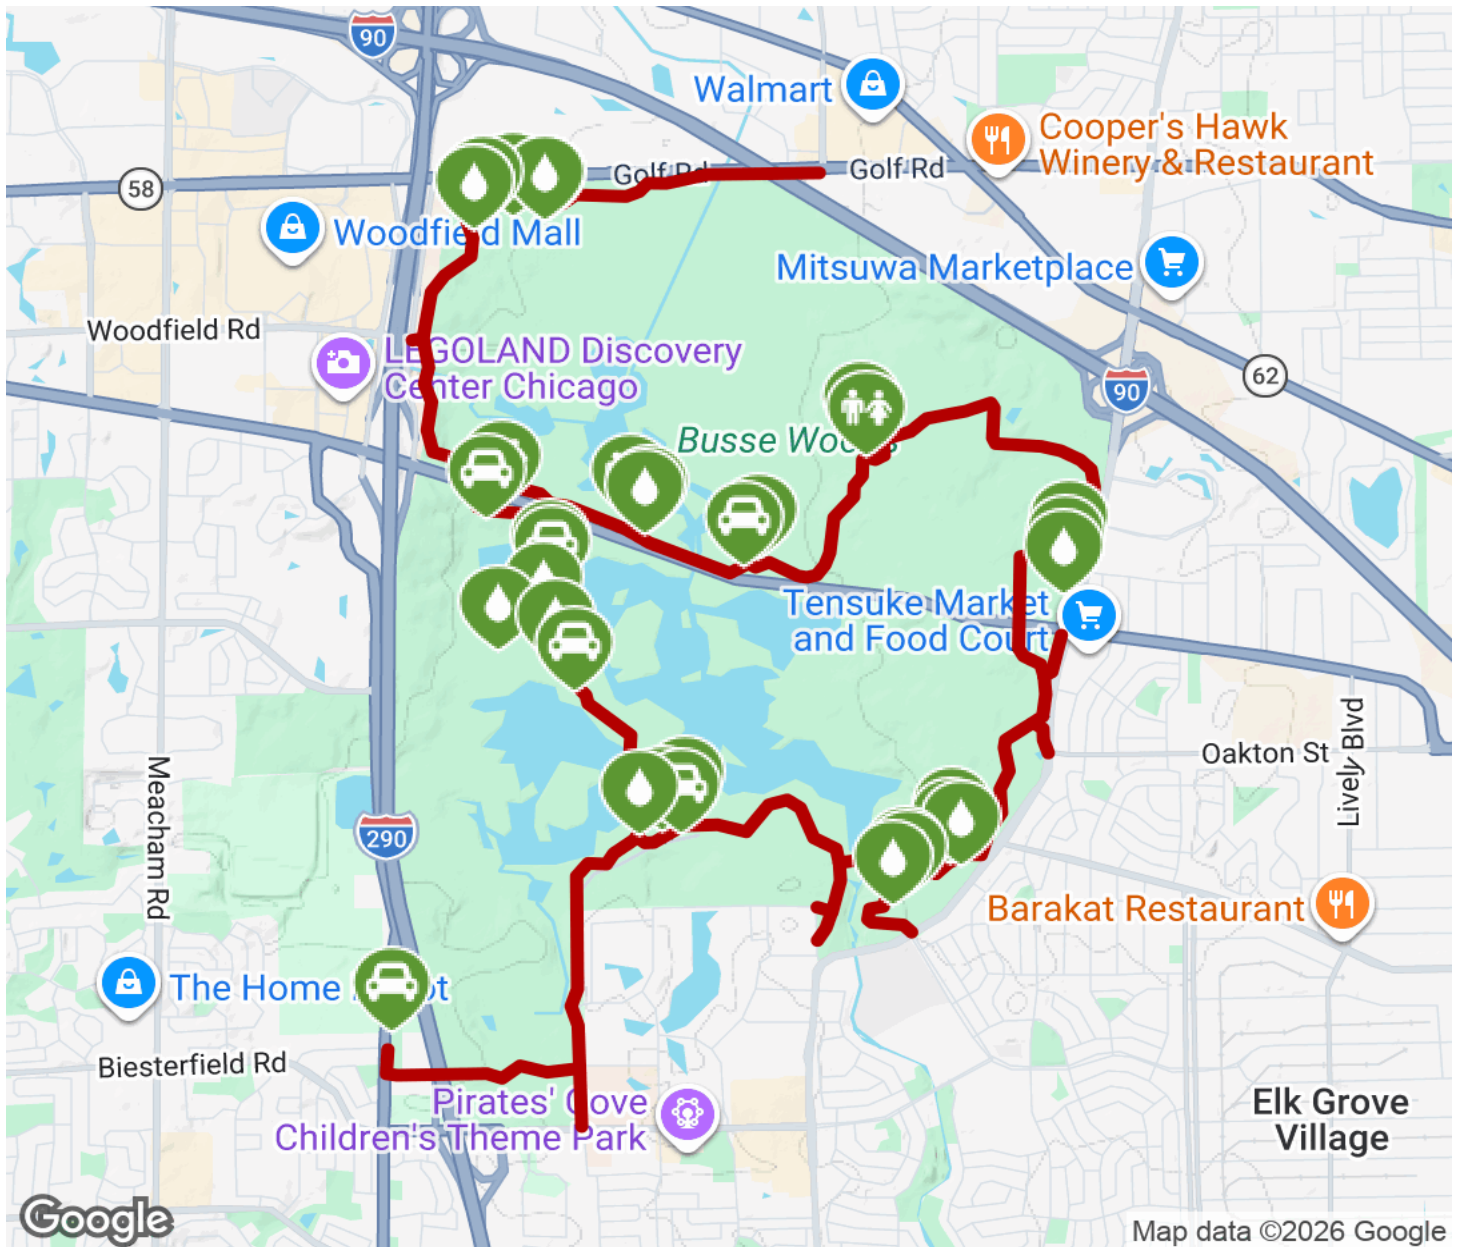 90
Walmart
Cooper's Hawk
Winery & Restaurant
58
Golf Rd
Golf Rd
Woodfield Mall
Mitsuwa Marketplace
Woodfield Rd
LEGOLAND Discovery
Center Chicago
62
90
Busse Woods
Tensuke Market
and Food Court
Oakton St
Lively Blvd
Meacham Rd
290
Barakat Restaurant
The Home Depot
Biesterfield Rd
Pirates' Cove
Children's Theme Park
Elk Grove
Village
Google
Map data ©2026 Google